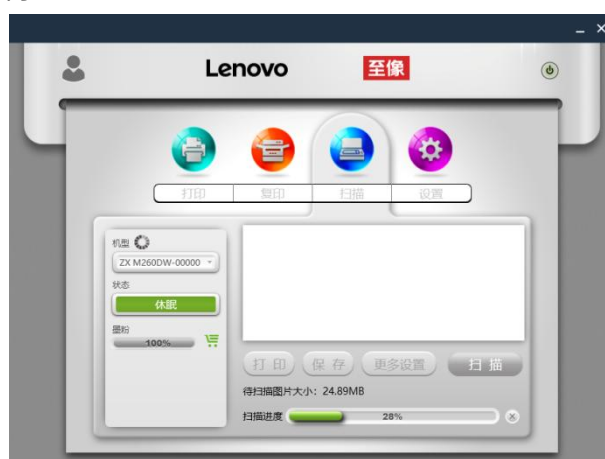 Lenovo 至像
打印 复印 扫描 设置
机型
ZX M260DW-00000
状态
休眠
墨粉
100%
打 印 保 存 更多设置 扫 描
待扫描图片大小: 24.89MB
扫描进度 28%